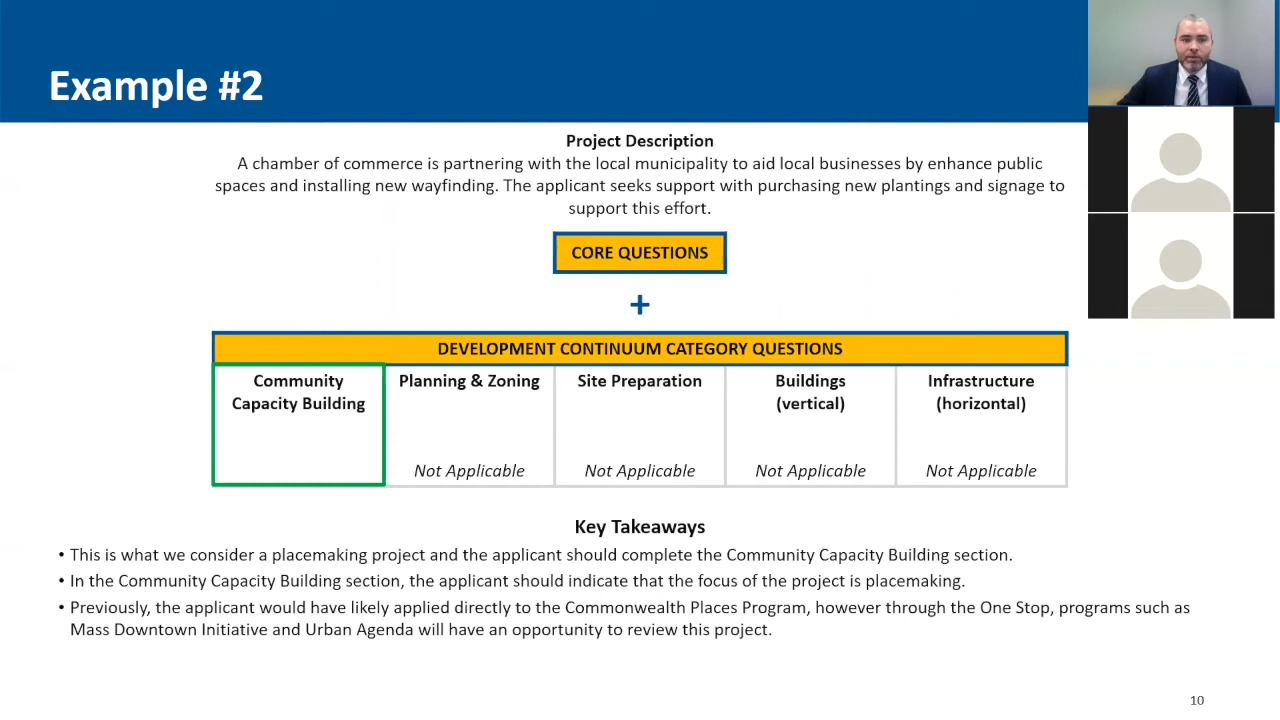 Example #2
Project Description
A chamber of commerce is partnering with the local municipality to aid local businesses by enhance public
spaces and installing new wayfinding. The applicant seeks support with purchasing new plantings and signage to
support this effort.
CORE QUESTIONS
+
DEVELOPMENT CONTINUUM CATEGORY QUESTIONS
Community
Capacity Building
Planning & Zoning
Not Applicable
Site Preparation
Not Applicable
Buildings
(vertical)
Not Applicable
Infrastructure
(horizontal)
Not Applicable
Key Takeaways
• This is what we consider a placemaking project and the applicant should complete the Community Capacity Building section.
• In the Community Capacity Building section, the applicant should indicate that the focus of the project is placemaking.
• Previously, the applicant would have likely applied directly to the Commonwealth Places Program, however through the One Stop, programs such as
Mass Downtown Initiative and Urban Agenda will have an opportunity to review this project.
10